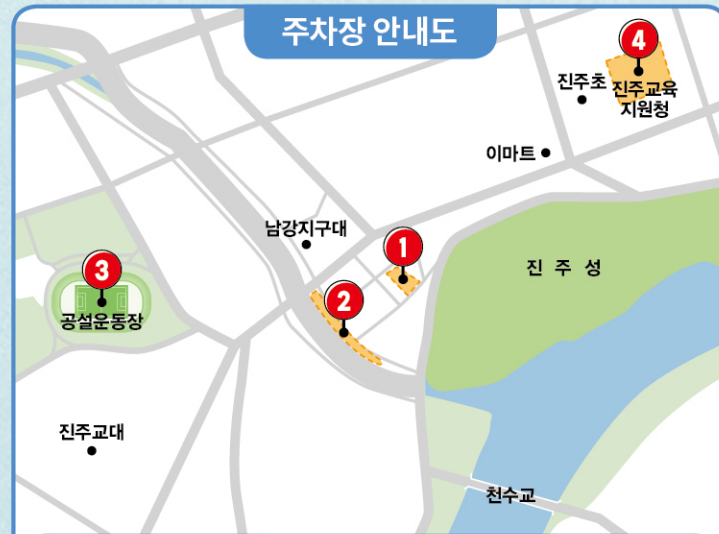 주차장 안내도
4
진주초
진주교육
지원청
이마트
남강지구대
1
진 주 성
3
2
공설운동장
진주교대
천수교